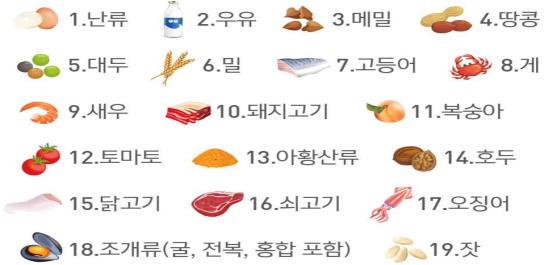 1.난류 2.우유 3.메밀 4.땅콩
5.대두 6.밀 7.고등어 8.게
9.새우 10.돼지고기 11.복숭아
12.토마토 13.아황산류 14.호두
15.닭고기 16.쇠고기 17.오징어
18.조개류(굴, 전복, 홍합 포함) 19.잣